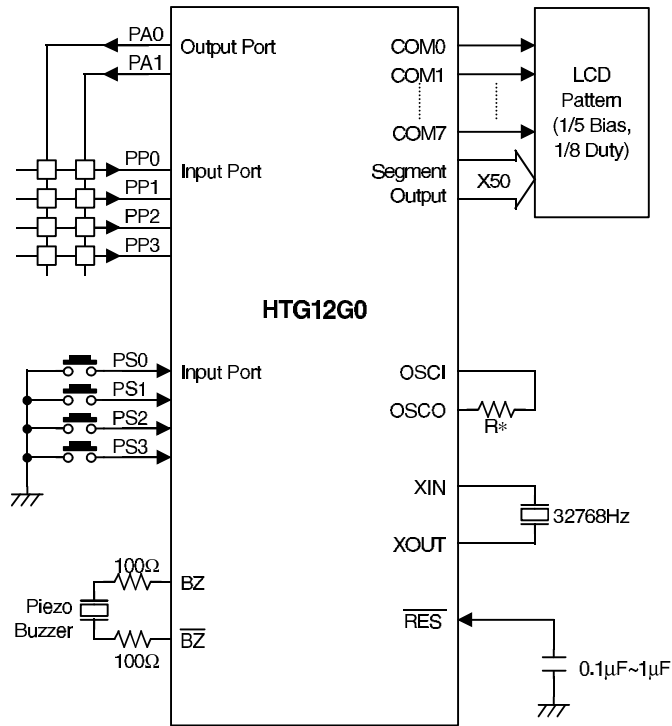 PA0
PA1
Output Port
PP0
PP1
PP2
PP3
Input Port
COM0
COM1
COM7
Segment
Output
X50
LCD
Pattern
(1/5 Bias,
1/8 Duty)
HTG12G0
PS0
PS1
PS2
PS3
Input Port
OSCI
OSCO
R*
XIN
XOUT
32768Hz
100Ω
BZ
Piezo
Buzzer
B̅Z̅
100Ω
R̅E̅S̅
0.1μF~1μF